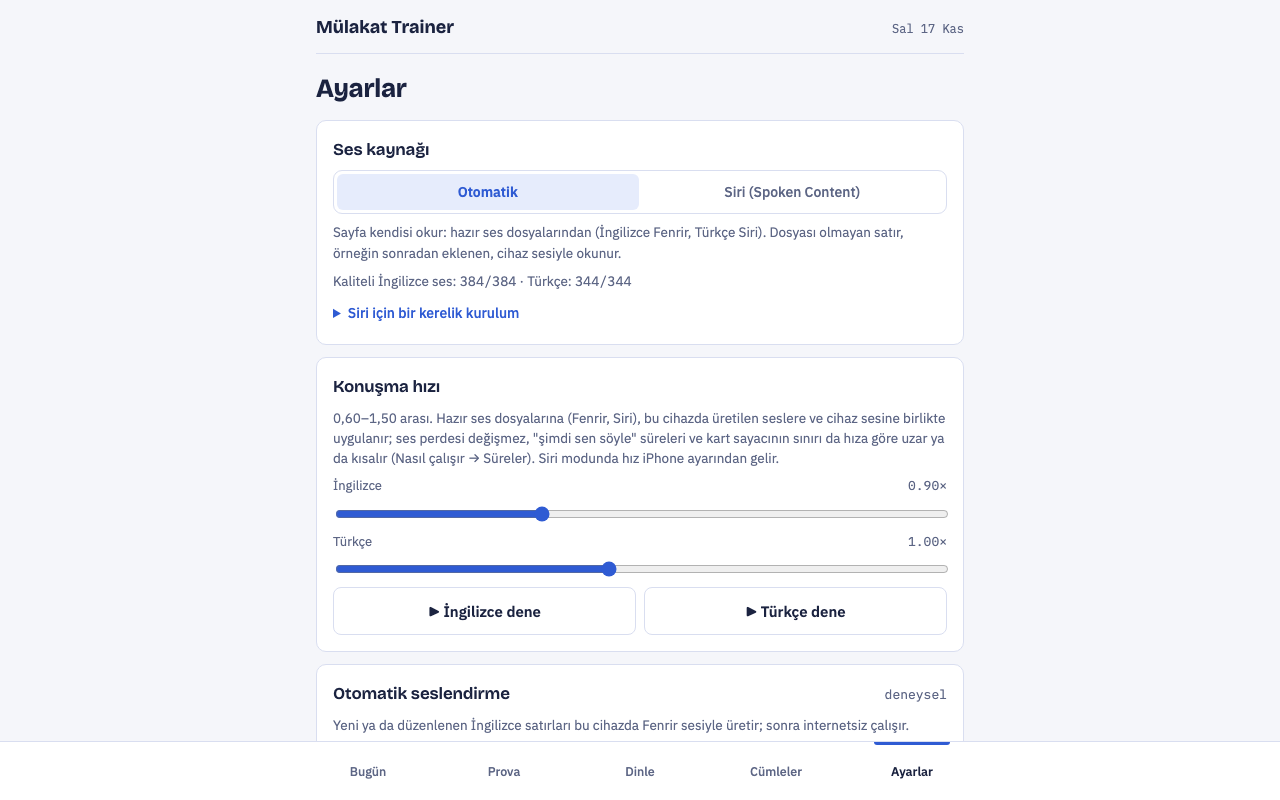 Mülakat Trainer
Sal 17 Kas
Ayarlar
Ses kaynağı
Otomatik
Siri (Spoken Content)
Sayfa kendisi okur: hazır ses dosyalarından (İngilizce Fenrir, Türkçe Siri). Dosyası olmayan satır,
örneğin sonradan eklenen, cihaz sesiyle okunur.
Kaliteli İngilizce ses: 384/384 · Türkçe: 344/344
▶ Siri için bir kerelik kurulum
Konuşma hızı
0,60–1,50 arası. Hazır ses dosyalarına (Fenrir, Siri), bu cihazda üretilen seslere ve cihaz sesine birlikte
uygulanır; ses perdesi değişmez, "şimdi sen söyle" süreleri ve kart sayacının sınırı da hıza göre uzar ya
da kısalır (Nasıl çalışır → Süreler). Siri modunda hız iPhone ayarından gelir.
İngilizce
0.90×
Türkçe
1.00×
▶ İngilizce dene
▶ Türkçe dene
Otomatik seslendirme
deneysel
Yeni ya da düzenlenen İngilizce satırları bu cihazda Fenrir sesiyle üretir; sonra internetsiz çalışır.
Bugün
Prova
Dinle
Cümleler
Ayarlar